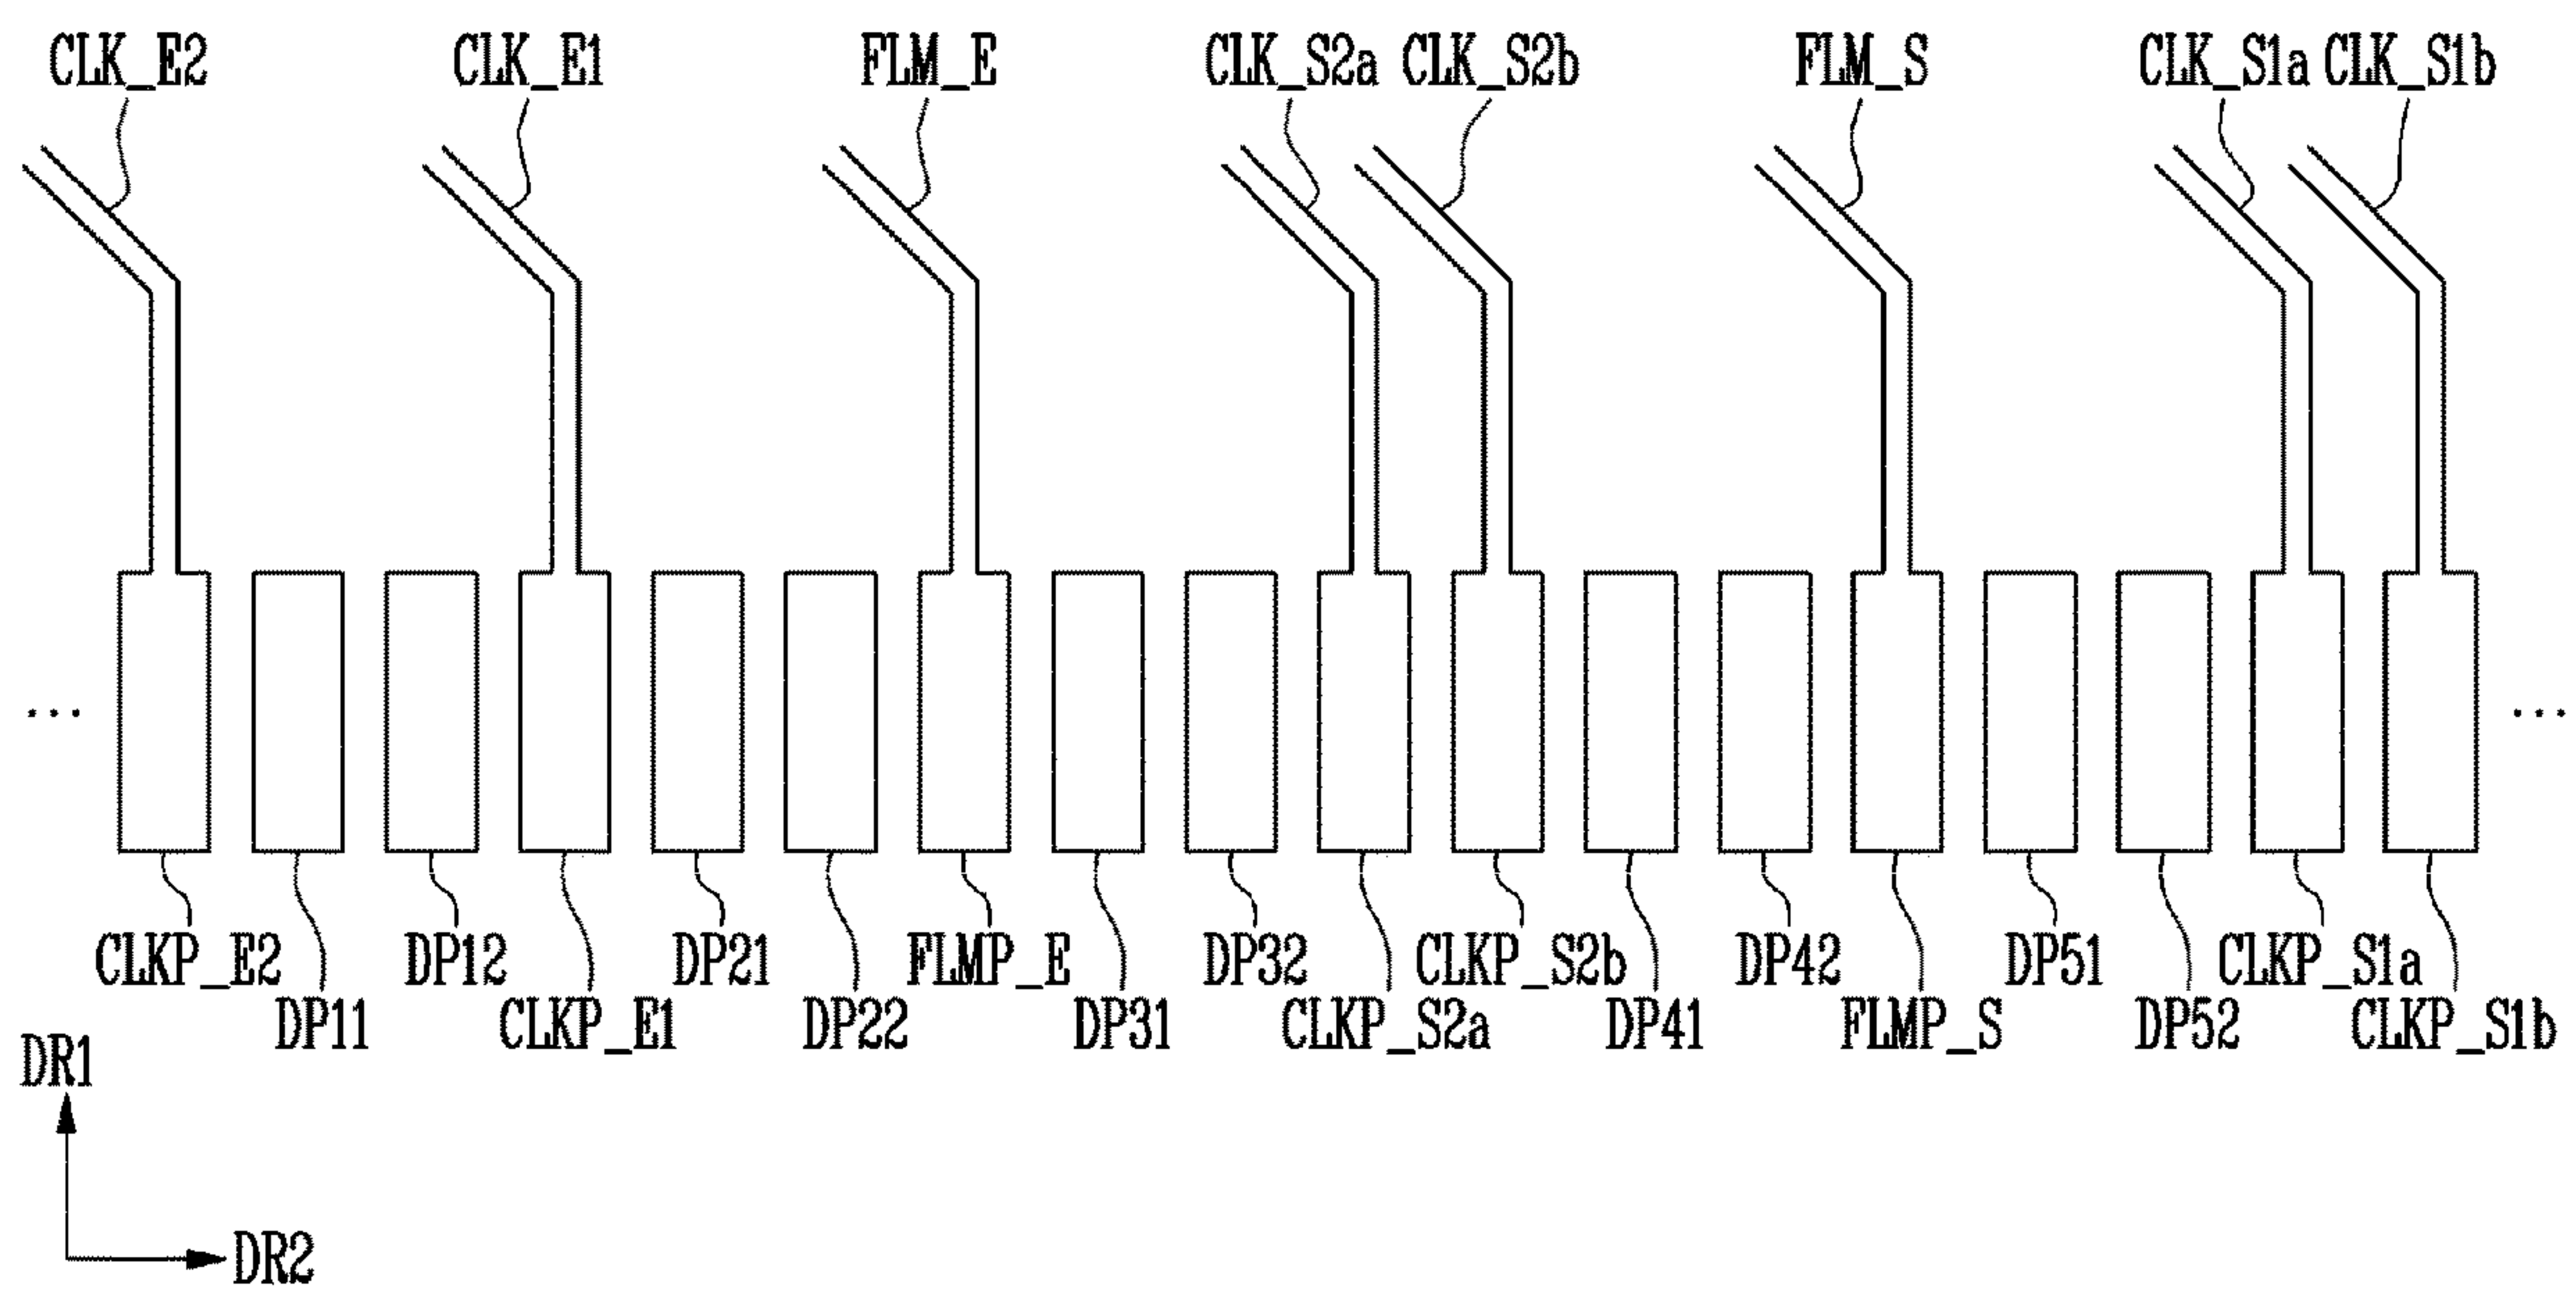 CLK_E2 CLK_E1 FLM_E CLK_S2a CLK_S2b FLM_S CLK_S1a CLK_S1b
... ...
CLKP_E2 DP12 DP21 FLMP_E DP32 CLKP_S2b DP42 DP51 CLKP_S1a
DP11 CLKP_E1 DP22 DP31 CLKP_S2a DP41 FLMP_S DP52 CLKP_S1b
DR1
DR2